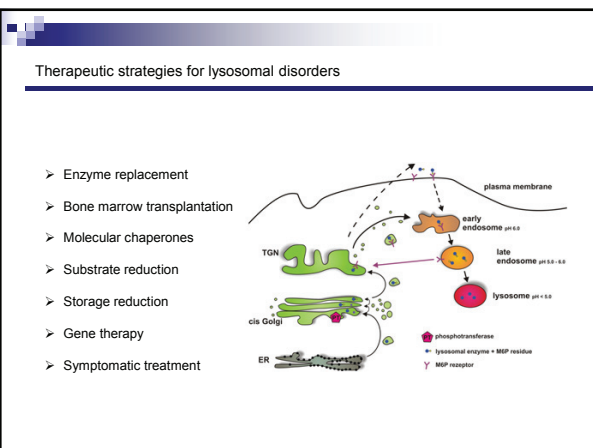 Therapeutic strategies for lysosomal disorders
➢ Enzyme replacement
➢ Bone marrow transplantation
➢ Molecular chaperones
➢ Substrate reduction
➢ Storage reduction
➢ Gene therapy
➢ Symptomatic treatment
plasma membrane
early
endosome pH 6.0
TGN
late
endosome pH 5.0 - 6.0
lysosome pH < 5.0
cis Golgi
PT
ER
phosphotransferase
lysosomal enzyme + M6P residue
M6P rezeptor